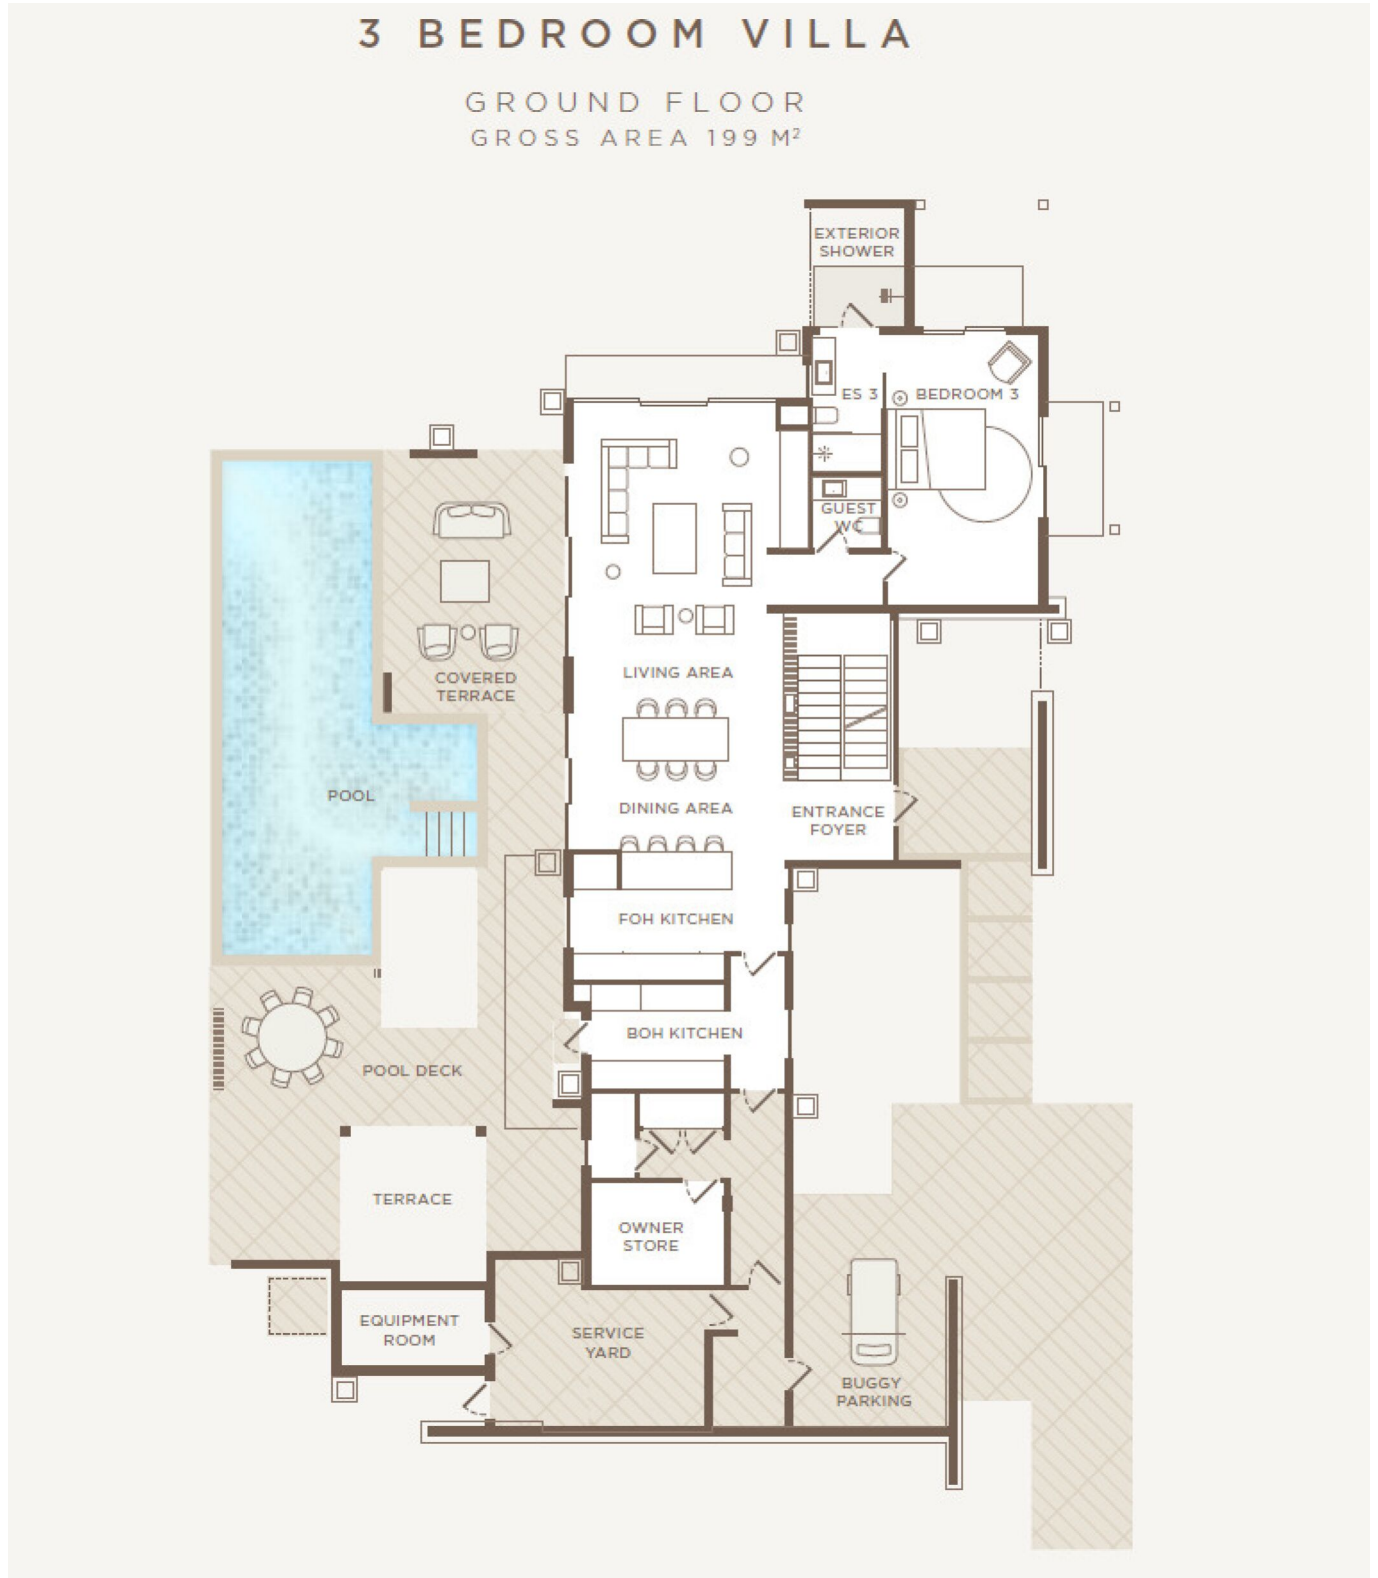 3 BEDROOM VILLA
GROUND FLOOR
GROSS AREA 199 M²
EXTERIOR
SHOWER
ES 3
BEDROOM 3
GUEST
WC
COVERED
TERRACE
LIVING AREA
POOL
DINING AREA
ENTRANCE
FOYER
FOH KITCHEN
BOH KITCHEN
POOL DECK
TERRACE
OWNER
STORE
EQUIPMENT
ROOM
SERVICE
YARD
BUGGY
PARKING